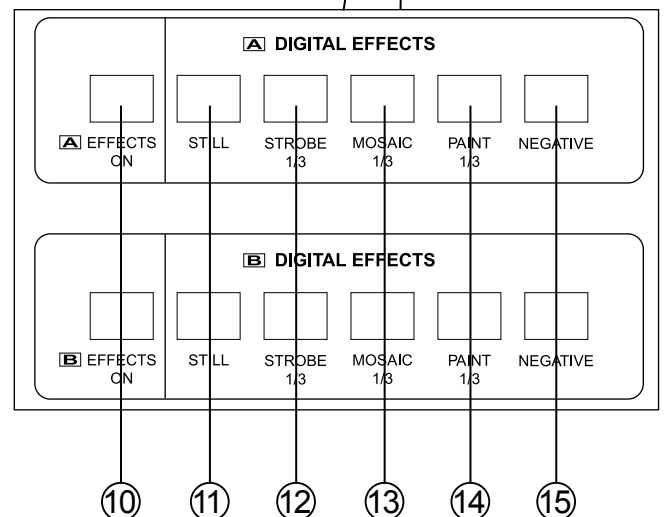 A DIGITAL EFFECTS
A EFFECTS ON STILL STROBE 1/3 MOSAIC 1/3 PAINT 1/3 NEGATIVE
B DIGITAL EFFECTS
B EFFECTS ON STILL STROBE 1/3 MOSAIC 1/3 PAINT 1/3 NEGATIVE
10 11 12 13 14 15